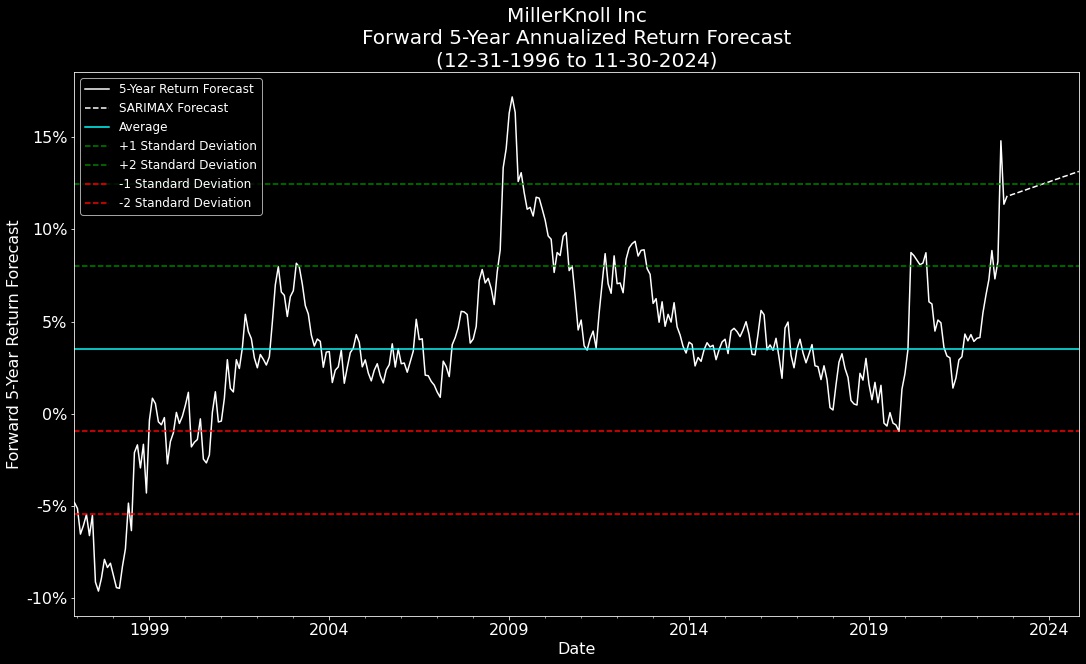 MillerKnoll Inc
Forward 5-Year Annualized Return Forecast
(12-31-1996 to 11-30-2024)
5-Year Return Forecast
SARIMAX Forecast
Average
+1 Standard Deviation
+2 Standard Deviation
-1 Standard Deviation
-2 Standard Deviation
Forward 5-Year Return Forecast
15%
10%
5%
0%
-5%
-10%
1999
2004
2009
2014
2019
2024
Date